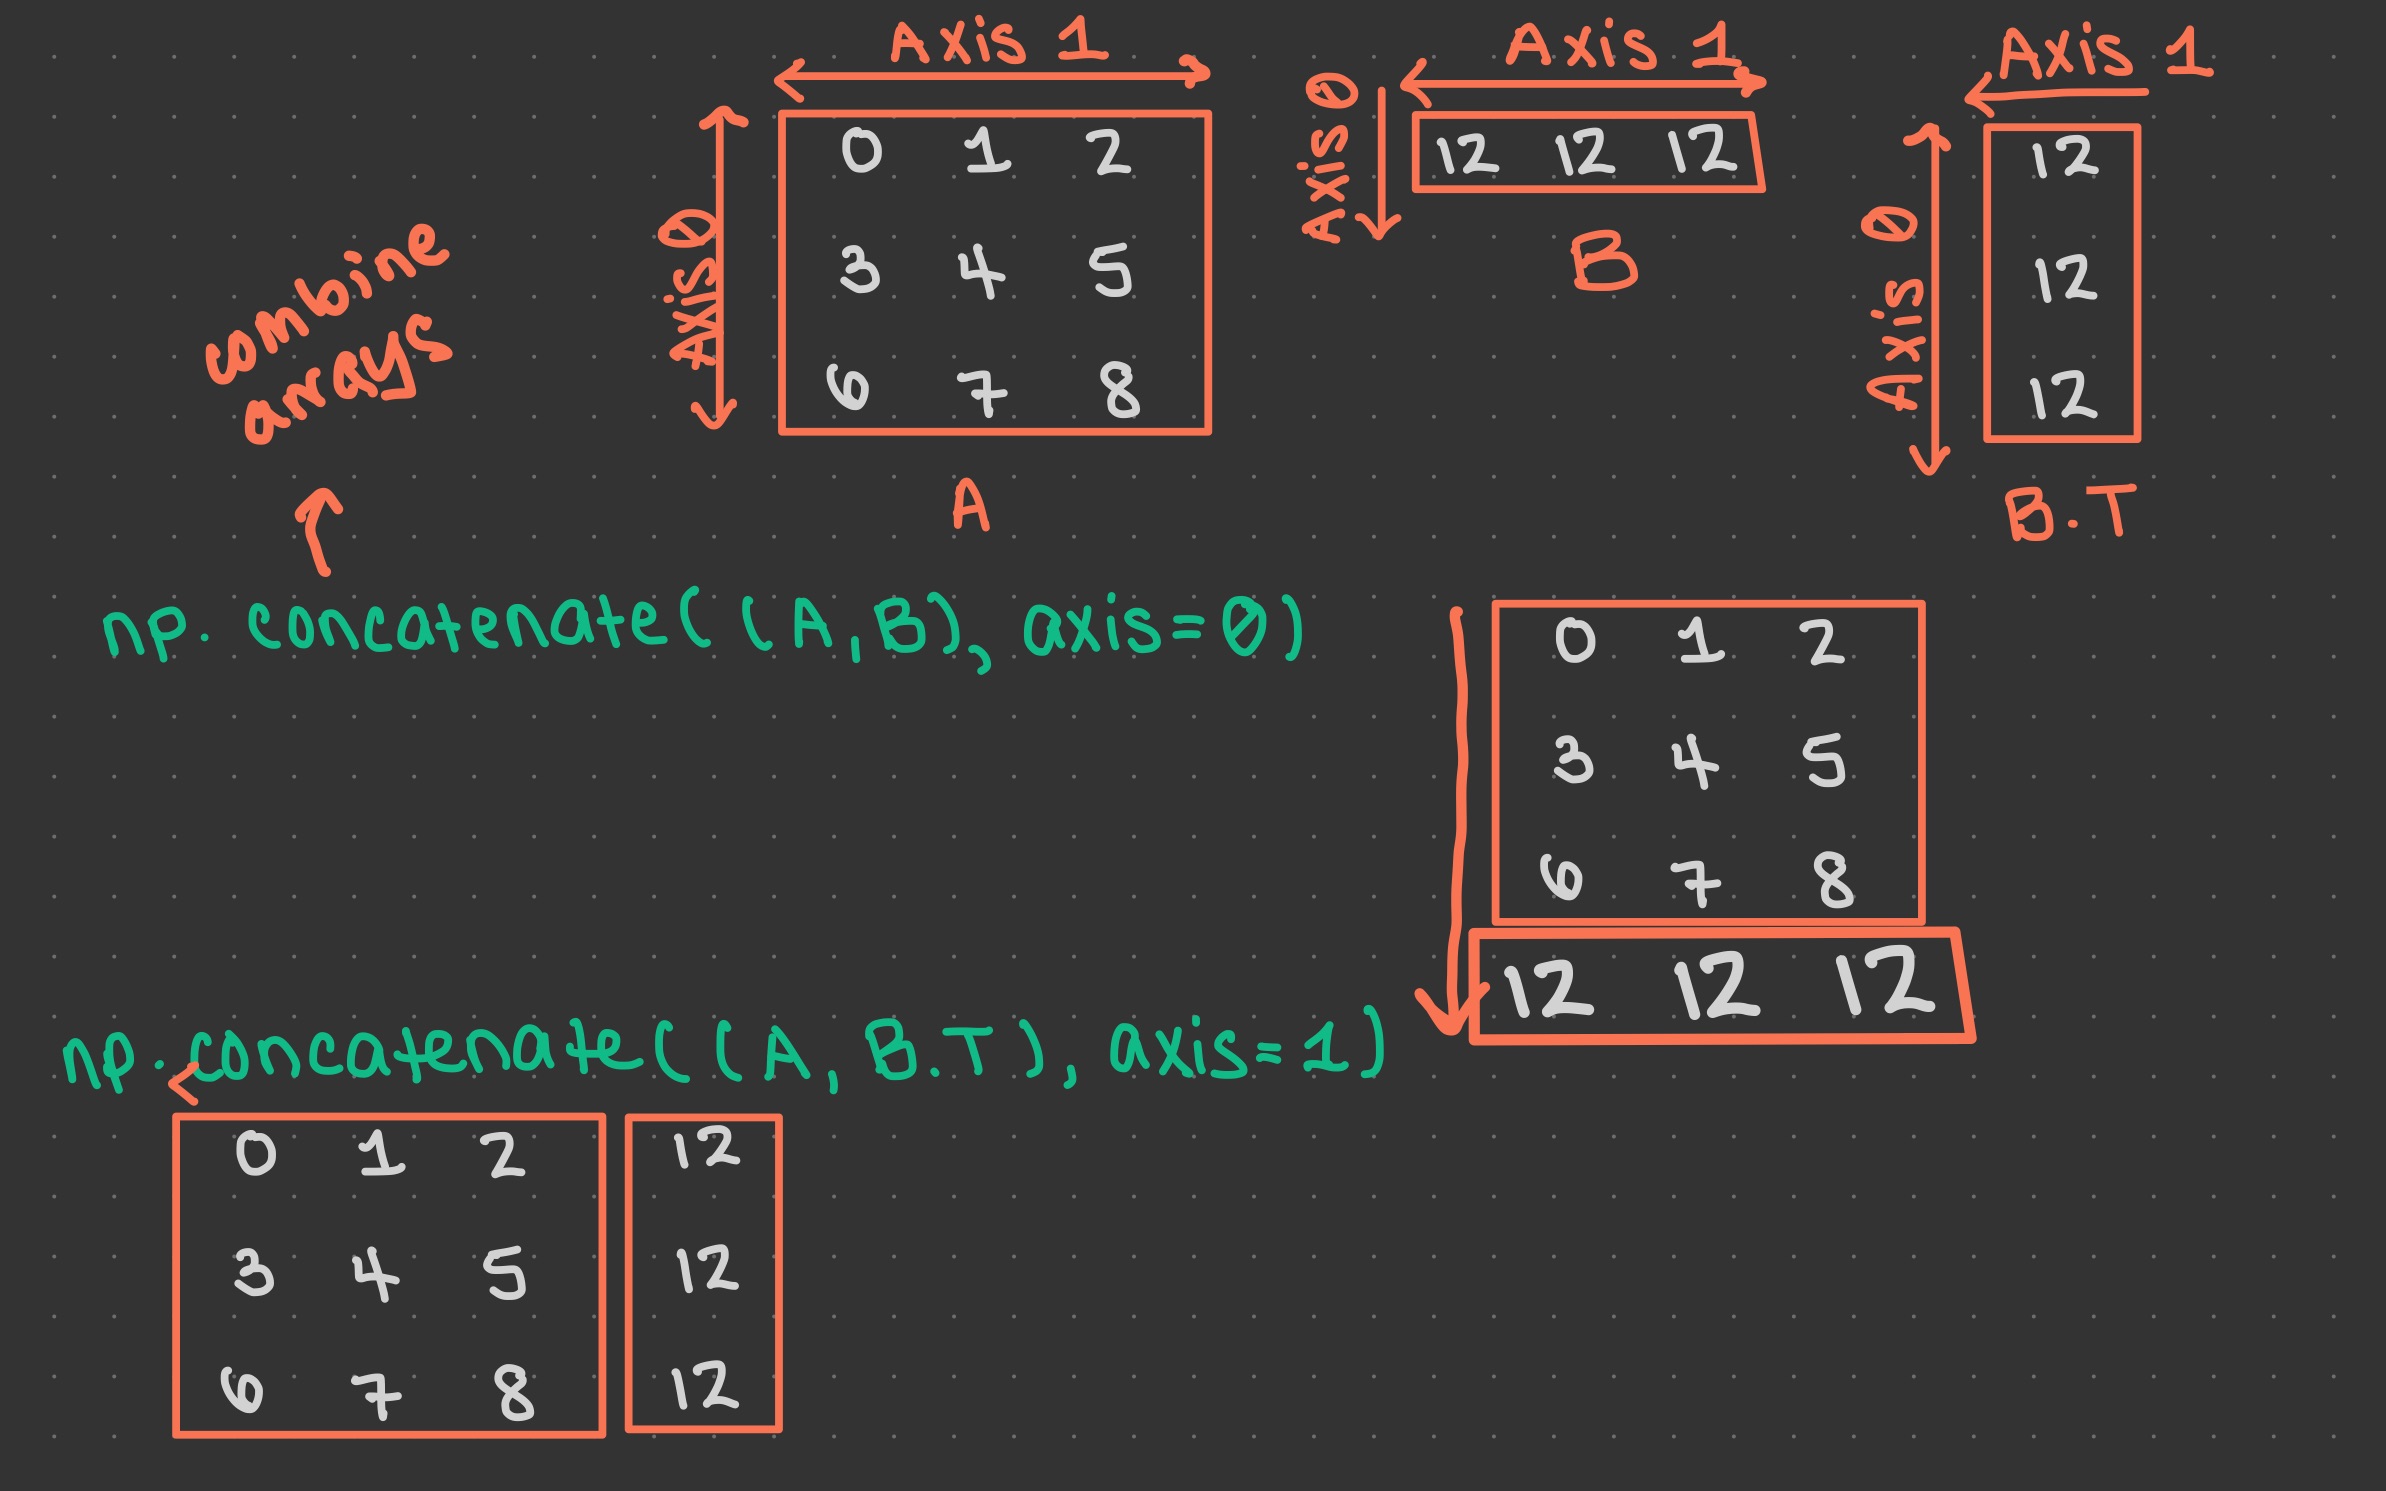 Axis 1
Axis 0
0 1 2
3 4 5
6 7 8
A
Axis 1
Axis 0
12 12 12
B
Axis 1
Axis 0
12
12
12
B.T
combine
arrays
np. concatenate( (A,B), axis=0)
0 1 2
3 4 5
6 7 8
12 12 12
np. concatenate( (A, B.T), axis=1)
0 1 2 12
3 4 5 12
6 7 8 12